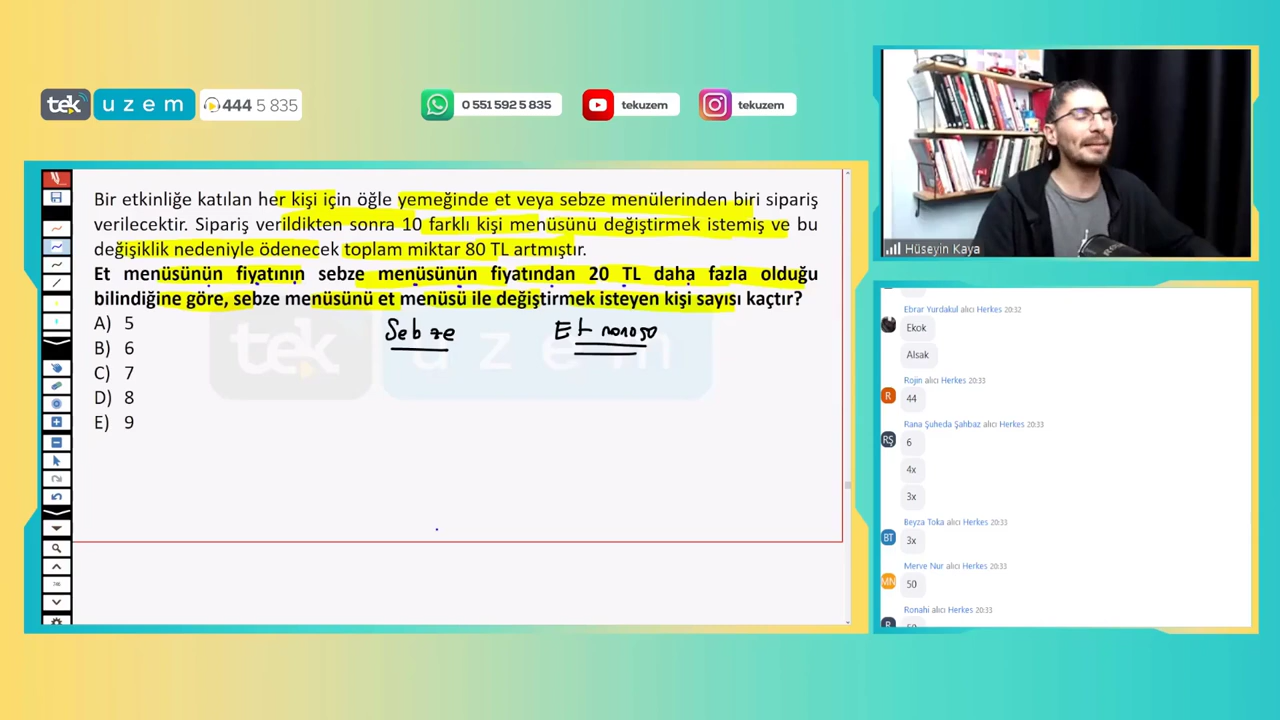 tek uzem 444 5 835
0 551 592 5 835
tekuzem
tekuzem
Bir etkinliğe katılan her kişi için öğle yemeğinde et veya sebze menülerinden biri sipariş
verilecektir. Sipariş verildikten sonra 10 farklı kişi menüsünü değiştirmek istemiş ve bu
değişiklik nedeniyle ödenecek toplam miktar 80 TL artmıştır.
Et menüsünün fiyatının sebze menüsünün fiyatından 20 TL daha fazla olduğu
bilindiğine göre, sebze menüsünü et menüsü ile değiştirmek isteyen kişi sayısı kaçtır?
A) 5
B) 6
C) 7
D) 8
E) 9
Sebze
Et
tek uzem
Hüseyin Kaya
Ebrar Yurdakul alıcı Herkes 20:32
Ekok
Alsak
Rojin alıcı Herkes 20:33
R
44
Rana Şuheda Şahbaz alıcı Herkes 20:33
RŞ
6
4x
3x
Beyza Toka alıcı Herkes 20:33
BT
3x
Merve Nur alıcı Herkes 20:33
MN
50
Ronahi alıcı Herkes 20:33
R
50